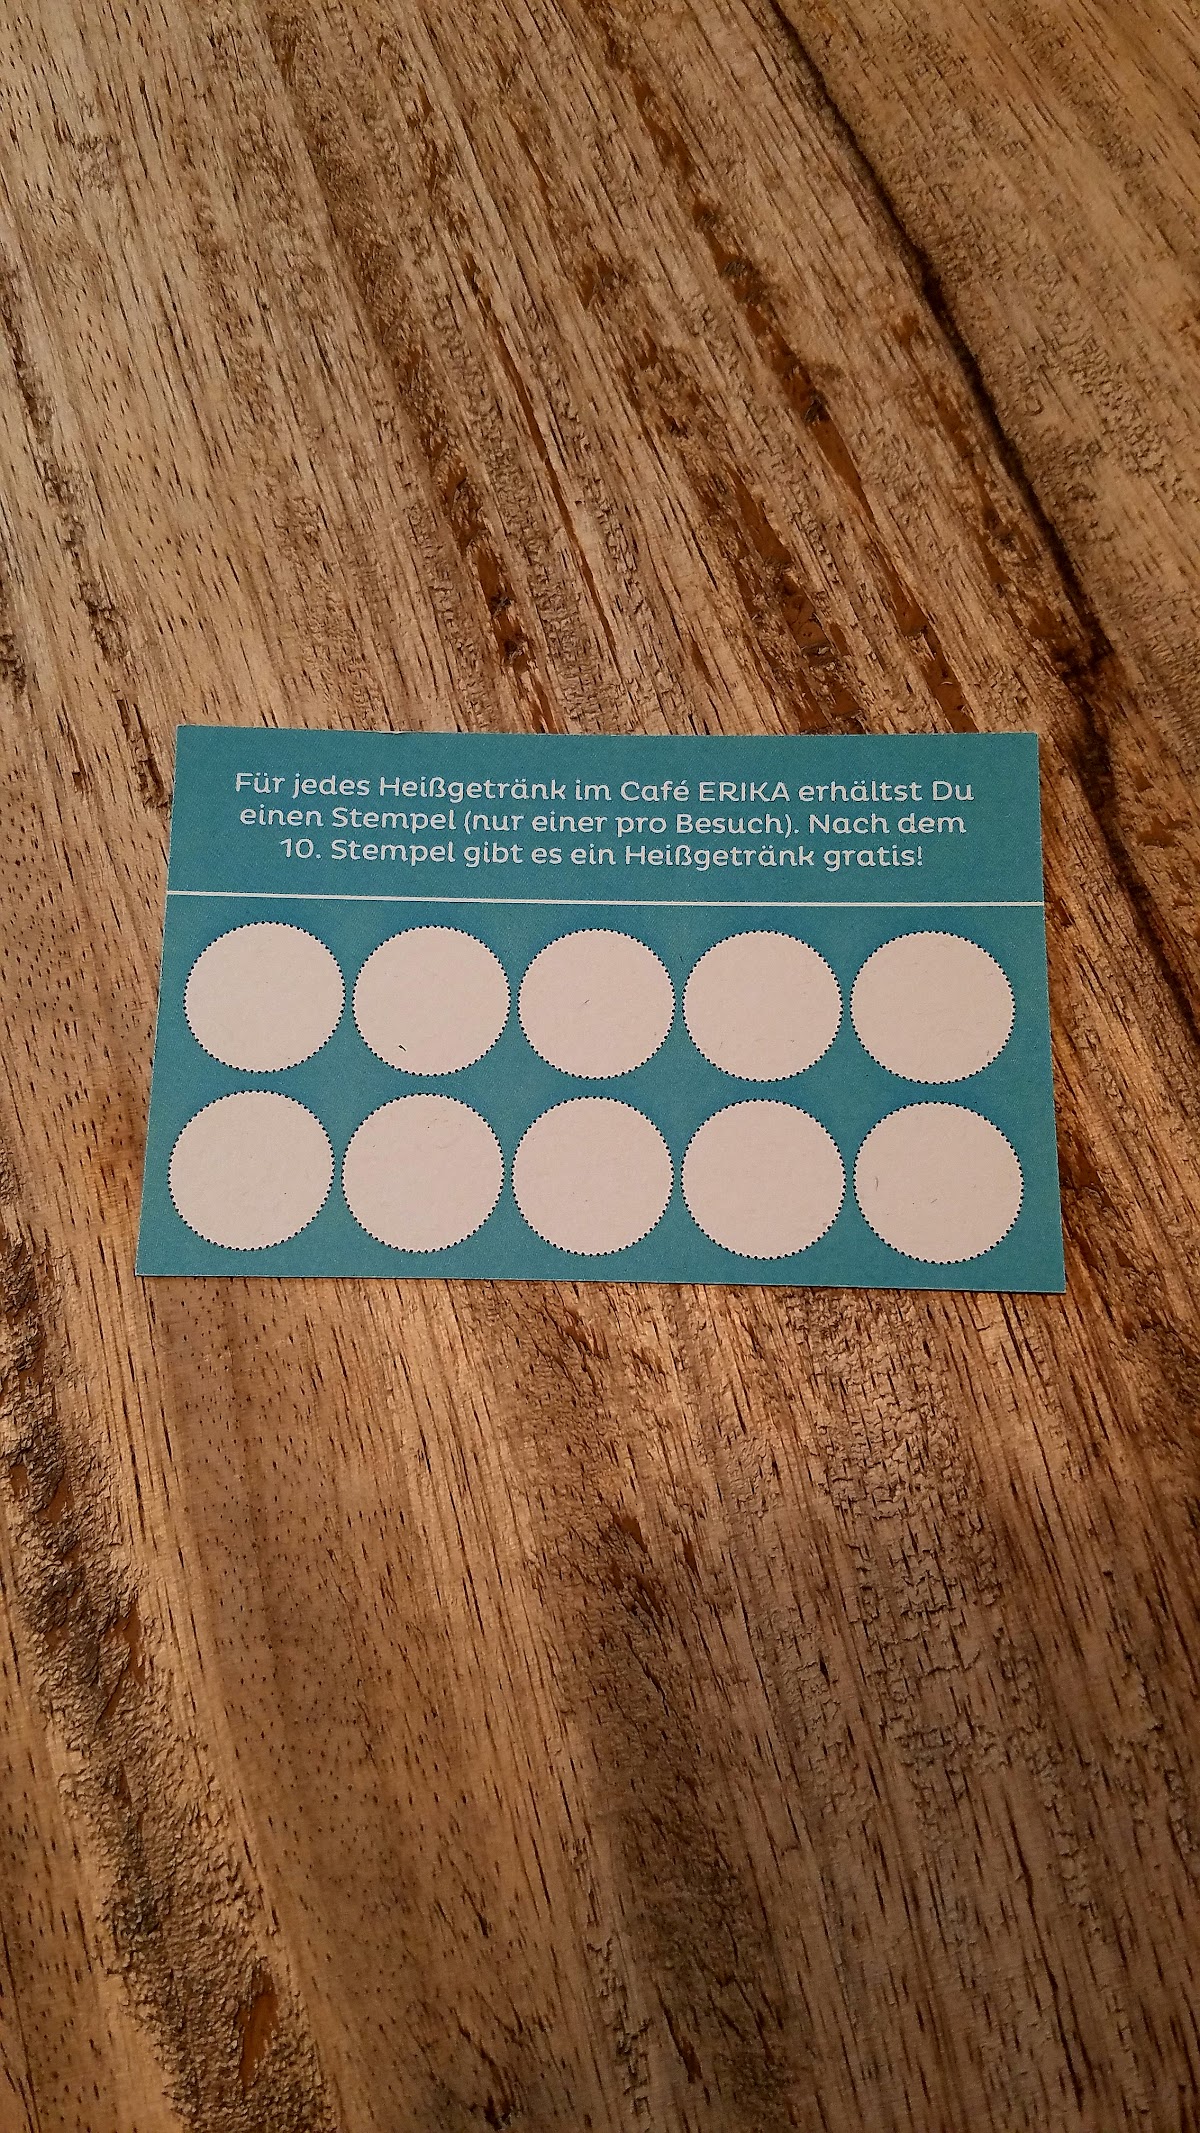 Für jedes Heißgetränk im Café ERIKA erhältst Du
einen Stempel (nur einer pro Besuch). Nach dem
10. Stempel gibt es ein Heißgetränk gratis!